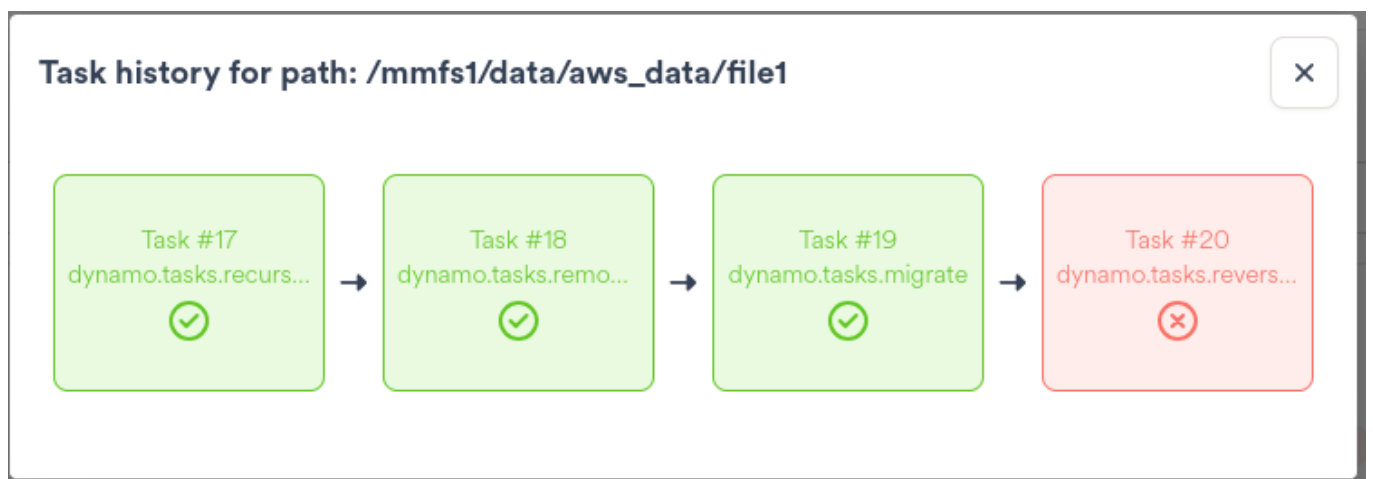 Task history for path: /mmfs1/data/aws_data/file1
Task #17
dynamo.tasks.recurs...
Task #18
dynamo.tasks.remo...
Task #19
dynamo.tasks.migrate
Task #20
dynamo.tasks.revers...